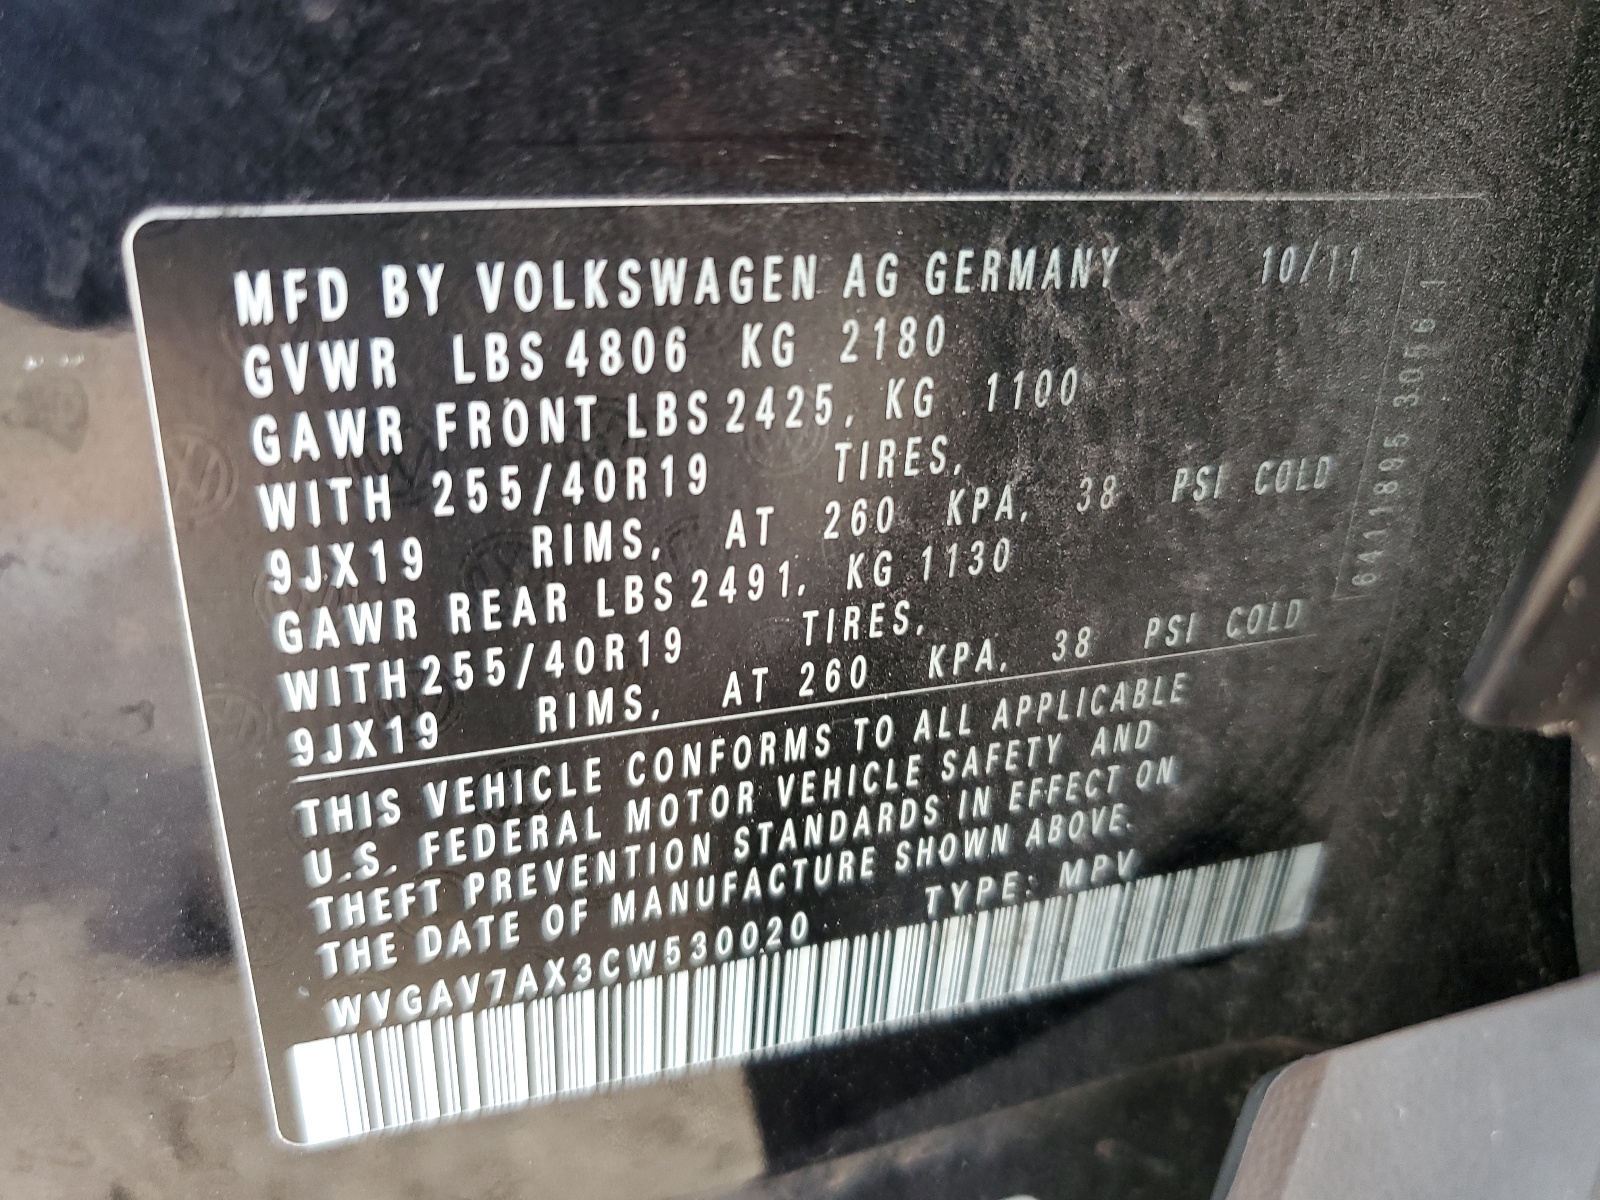 MFD BY VOLKSWAGEN AG GERMANY 10/11
GVWR LBS 4806 KG 2180
GAWR FRONT LBS 2425, KG 1100
WITH 255/40R19 TIRES,
9JX19 RIMS, AT 260 KPA, 38 PSI COLD
GAWR REAR LBS 2491, KG 1130
WITH 255/40R19 TIRES,
9JX19 RIMS, AT 260 KPA, 38 PSI COLD
THIS VEHICLE CONFORMS TO ALL APPLICABLE
U.S. FEDERAL MOTOR VEHICLE SAFETY AND
THEFT PREVENTION STANDARDS IN EFFECT ON
THE DATE OF MANUFACTURE SHOWN ABOVE.
WVGAV7AX3CW530020 TYPE: MPV